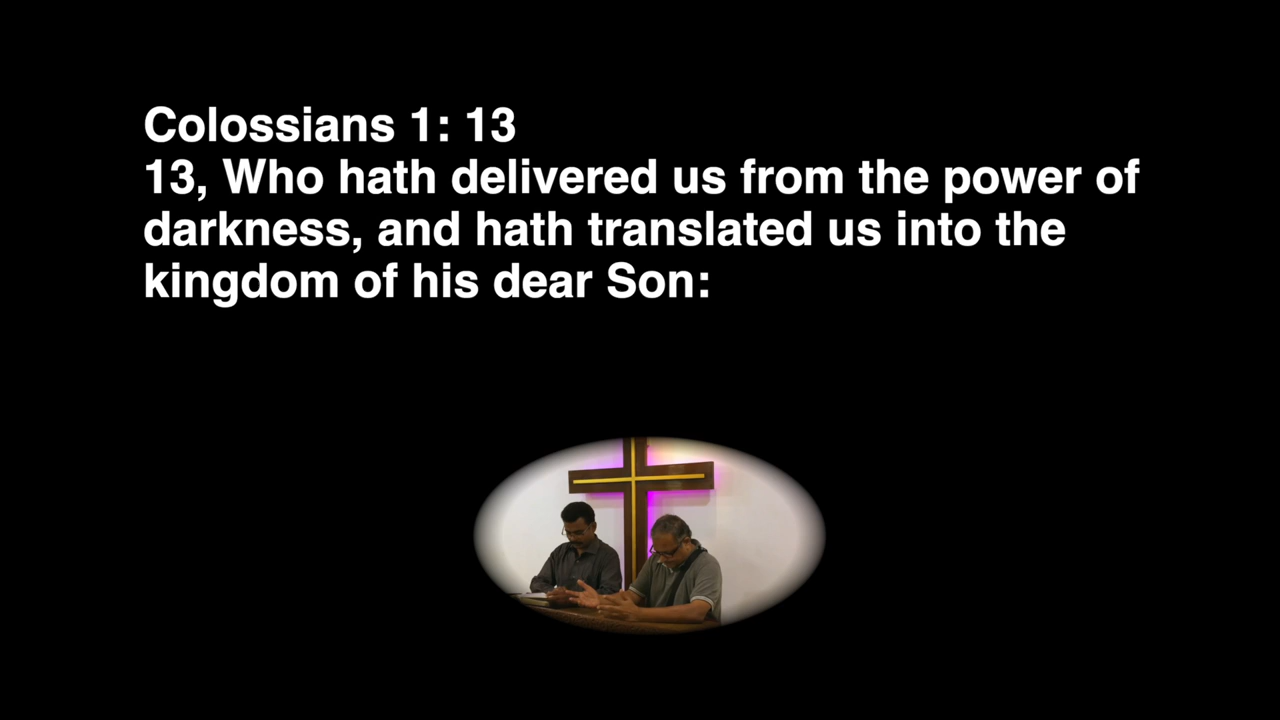 Colossians 1: 13
13, Who hath delivered us from the power of
darkness, and hath translated us into the
kingdom of his dear Son: